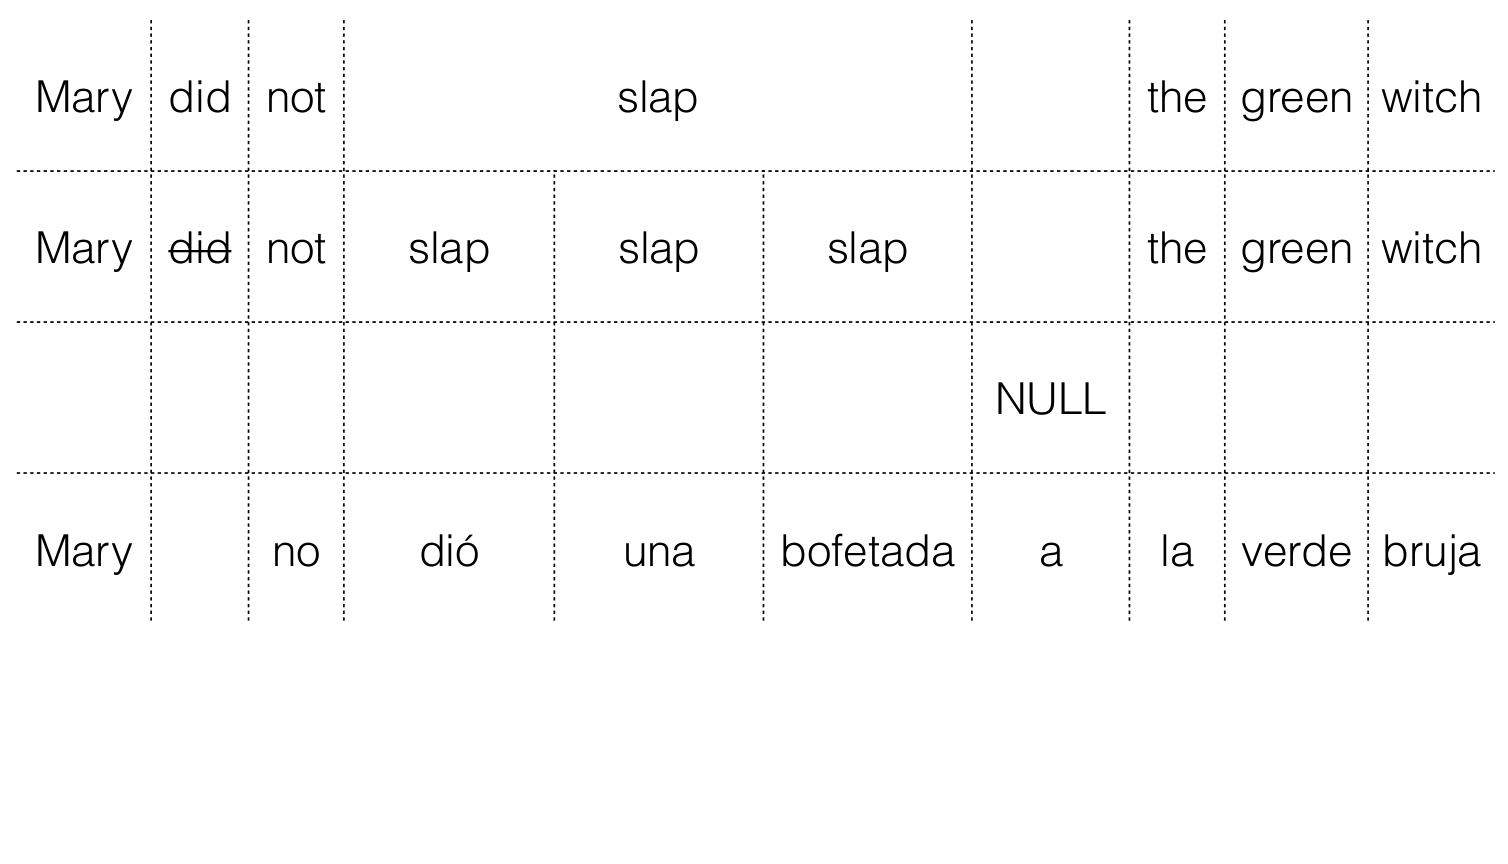 Mary did not slap the green witch
Mary did not slap slap slap the green witch
NULL
Mary no dió una bofetada a la verde bruja